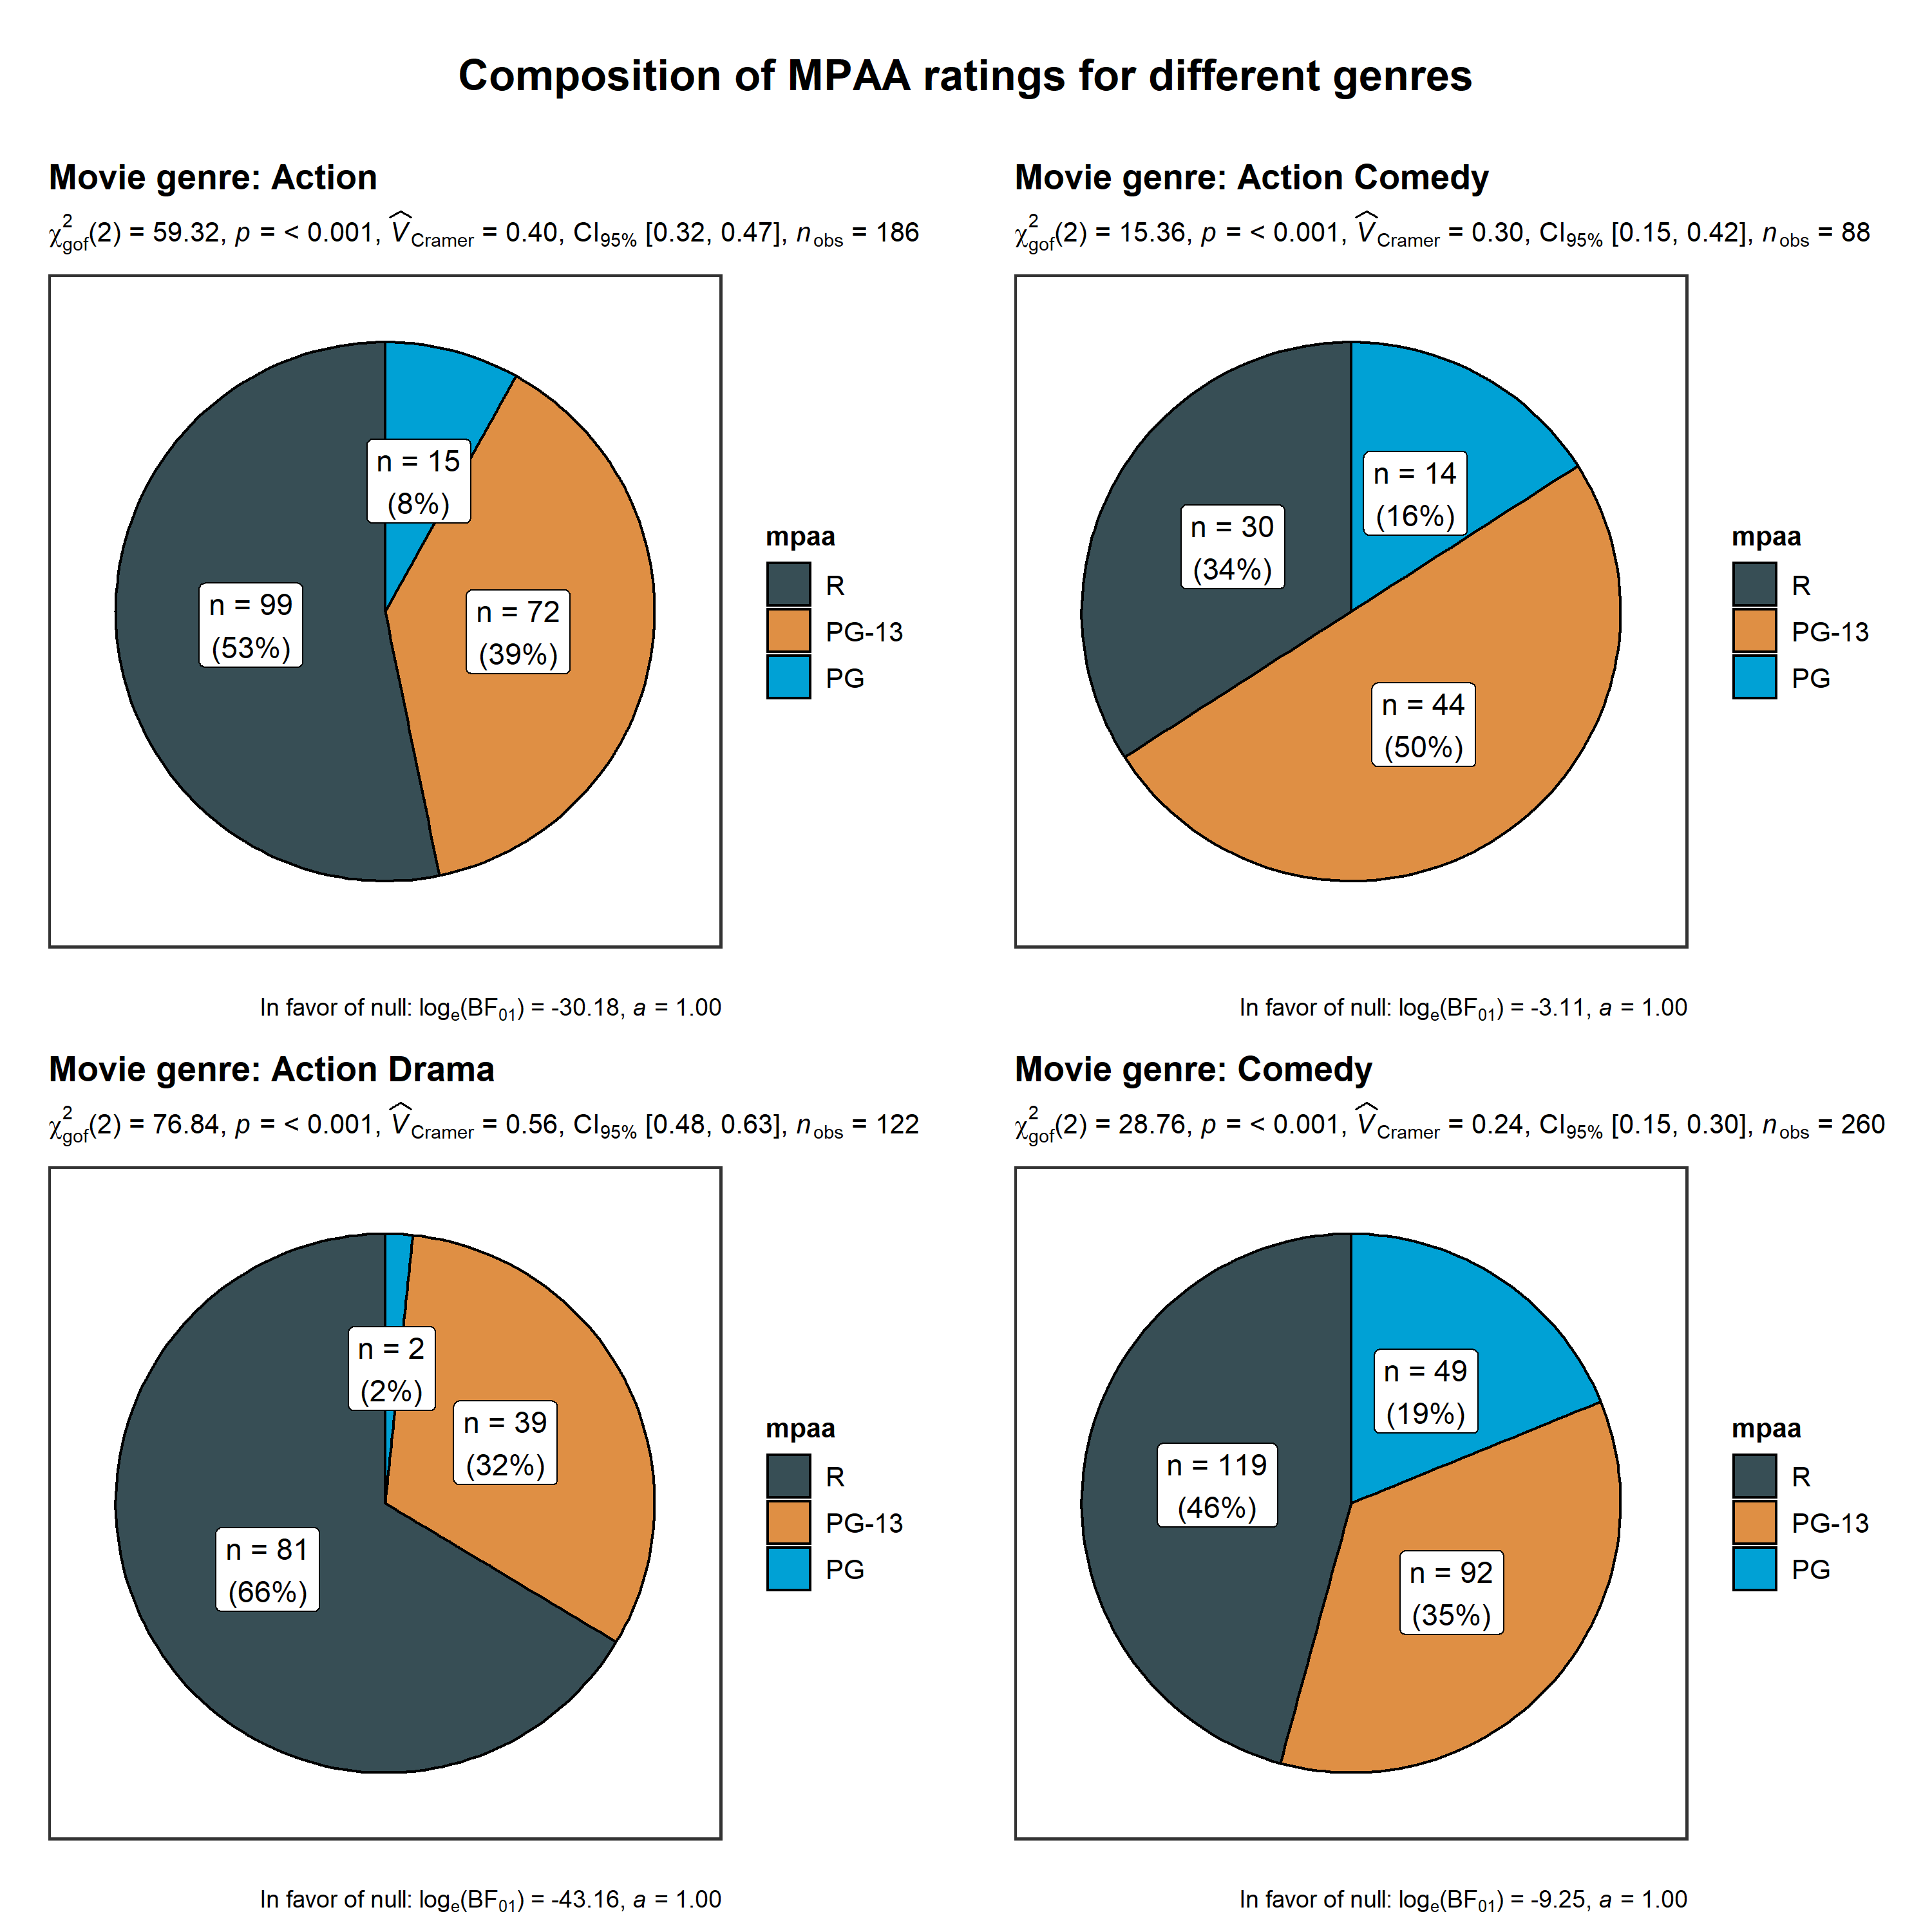 Composition of MPAA ratings for different genres
Movie genre: Action
χ²gof(2) = 59.32, p = < 0.001, V̂Cramer = 0.40, CI95% [0.32, 0.47], nobs = 186
n = 15
(8%)
n = 99
(53%)
n = 72
(39%)
mpaa
R
PG-13
PG
In favor of null: loge(BF01) = -30.18, a = 1.00
Movie genre: Action Comedy
χ²gof(2) = 15.36, p = < 0.001, V̂Cramer = 0.30, CI95% [0.15, 0.42], nobs = 88
n = 14
(16%)
n = 30
(34%)
n = 44
(50%)
mpaa
R
PG-13
PG
In favor of null: loge(BF01) = -3.11, a = 1.00
Movie genre: Action Drama
χ²gof(2) = 76.84, p = < 0.001, V̂Cramer = 0.56, CI95% [0.48, 0.63], nobs = 122
n = 2
(2%)
n = 39
(32%)
n = 81
(66%)
mpaa
R
PG-13
PG
In favor of null: loge(BF01) = -43.16, a = 1.00
Movie genre: Comedy
χ²gof(2) = 28.76, p = < 0.001, V̂Cramer = 0.24, CI95% [0.15, 0.30], nobs = 260
n = 49
(19%)
n = 119
(46%)
n = 92
(35%)
mpaa
R
PG-13
PG
In favor of null: loge(BF01) = -9.25, a = 1.00